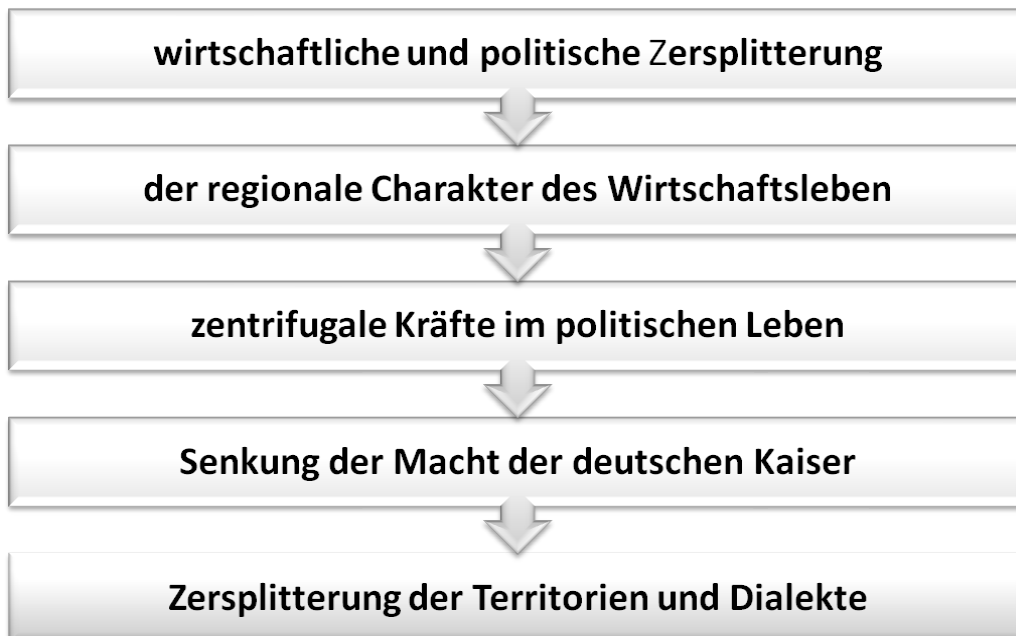 wirtschaftliche und politische Zersplitterung
der regionale Charakter des Wirtschaftsleben
zentrifugale Kräfte im politischen Leben
Senkung der Macht der deutschen Kaiser
Zersplitterung der Territorien und Dialekte